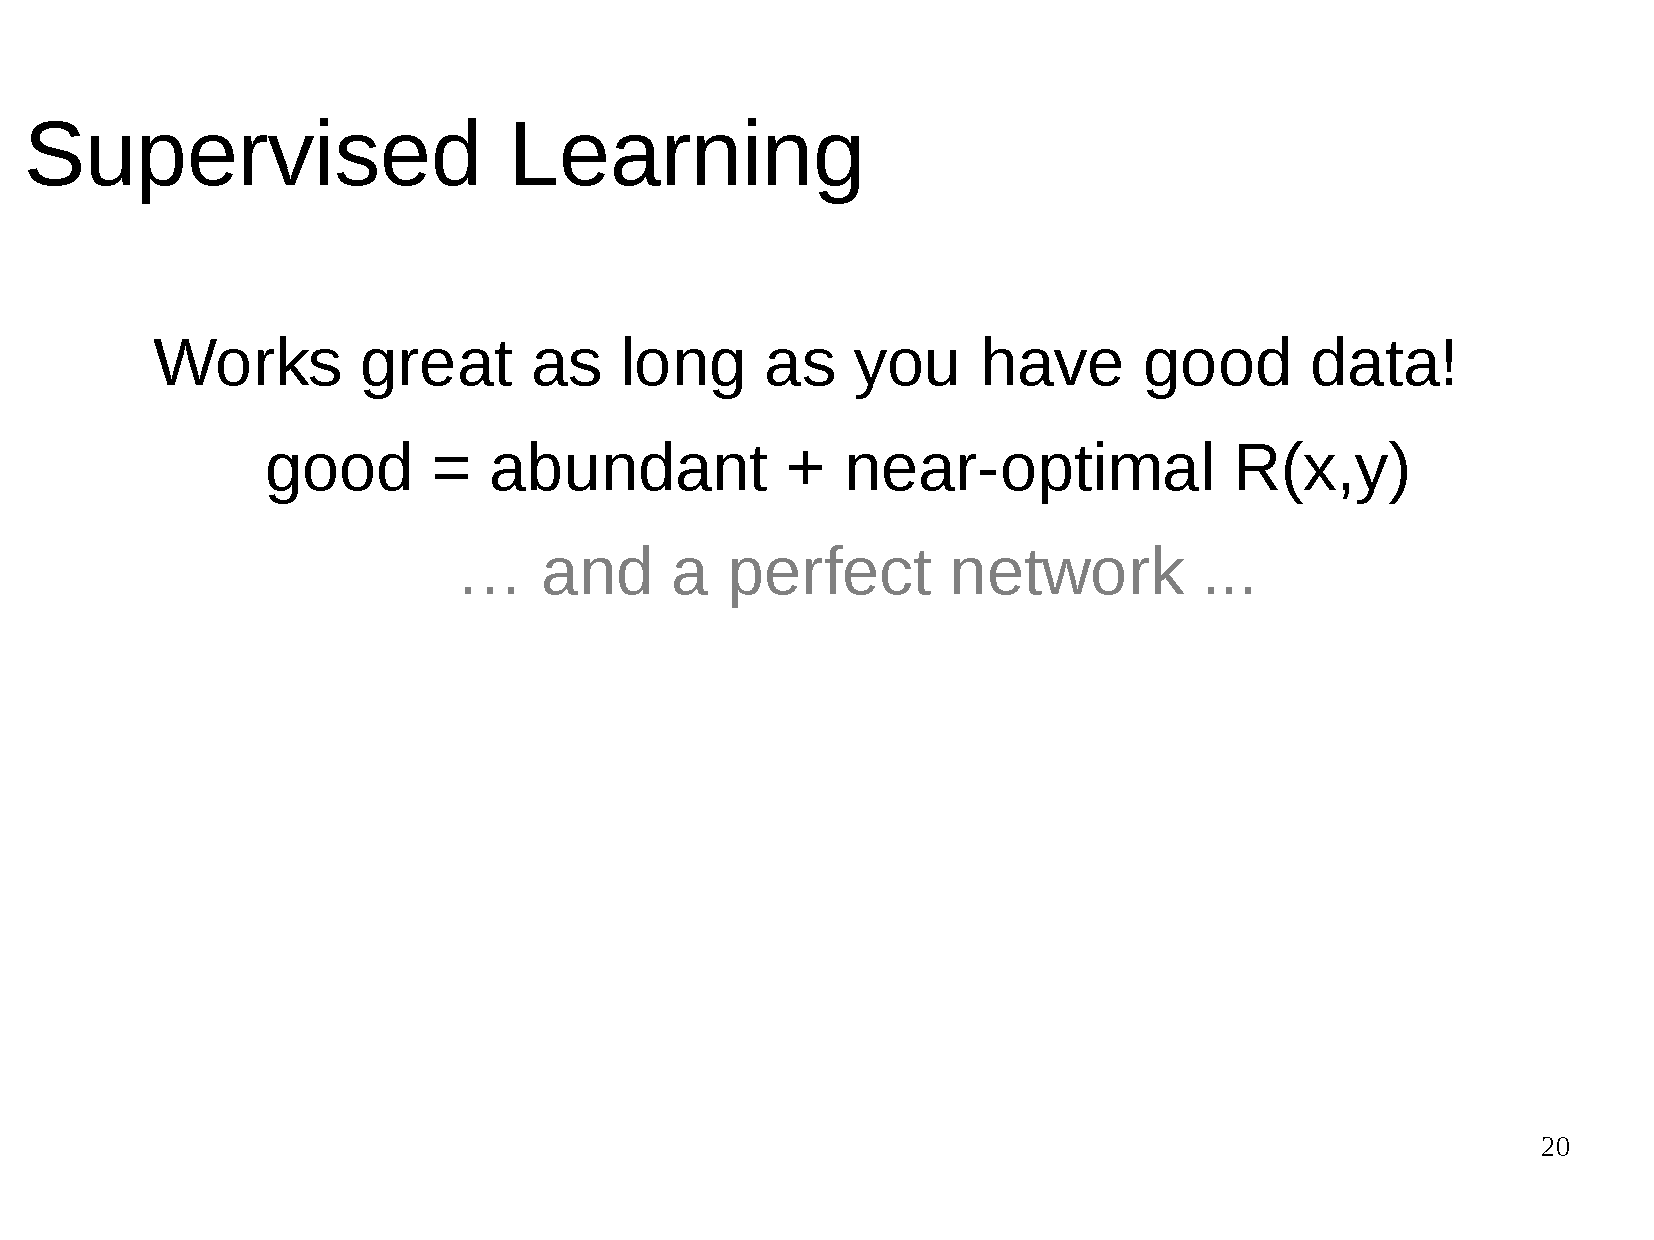 Supervised Learning
Works great as long as you have good data!
good = abundant + near-optimal R(x,y)
… and a perfect network ...
20